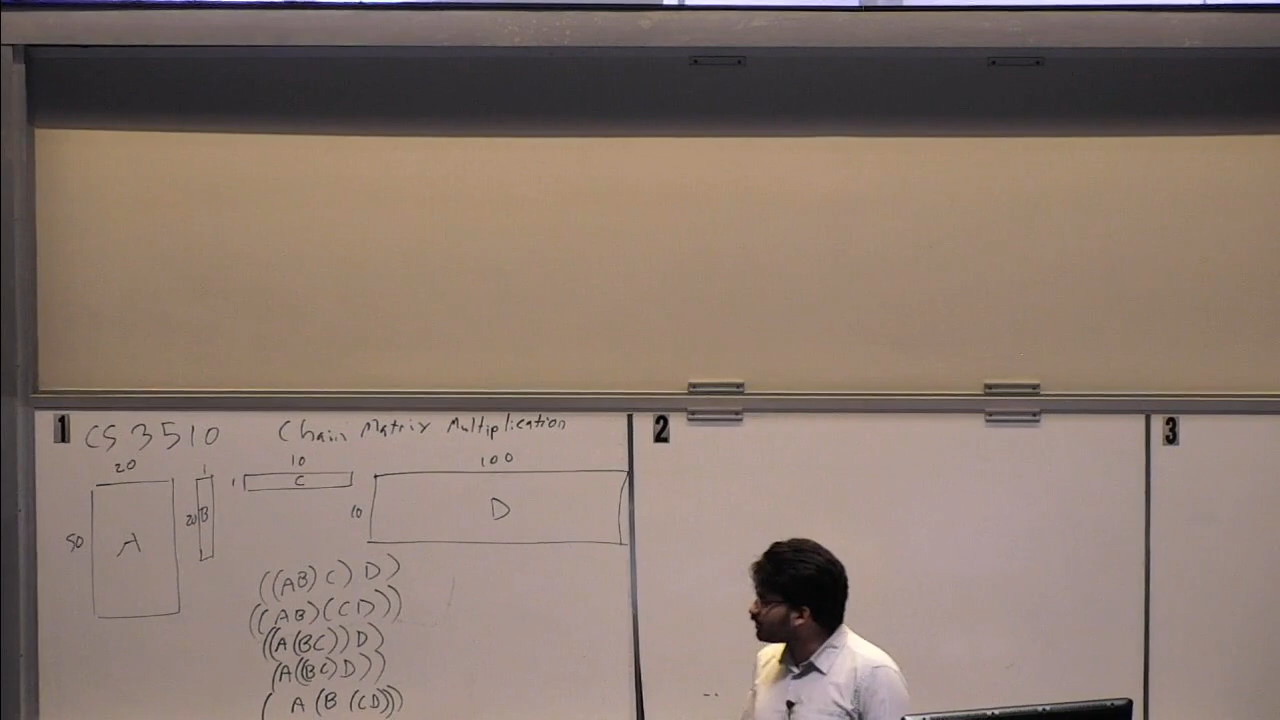 1
2
3
CS 3510 Chain Matrix Multiplication
20 1 10 100
1 C
50 A 20 B 10 D
((AB) C) D)
((AB)(CD)))
((A(BC))D)
(A((BC)D))
( A (B (CD)))